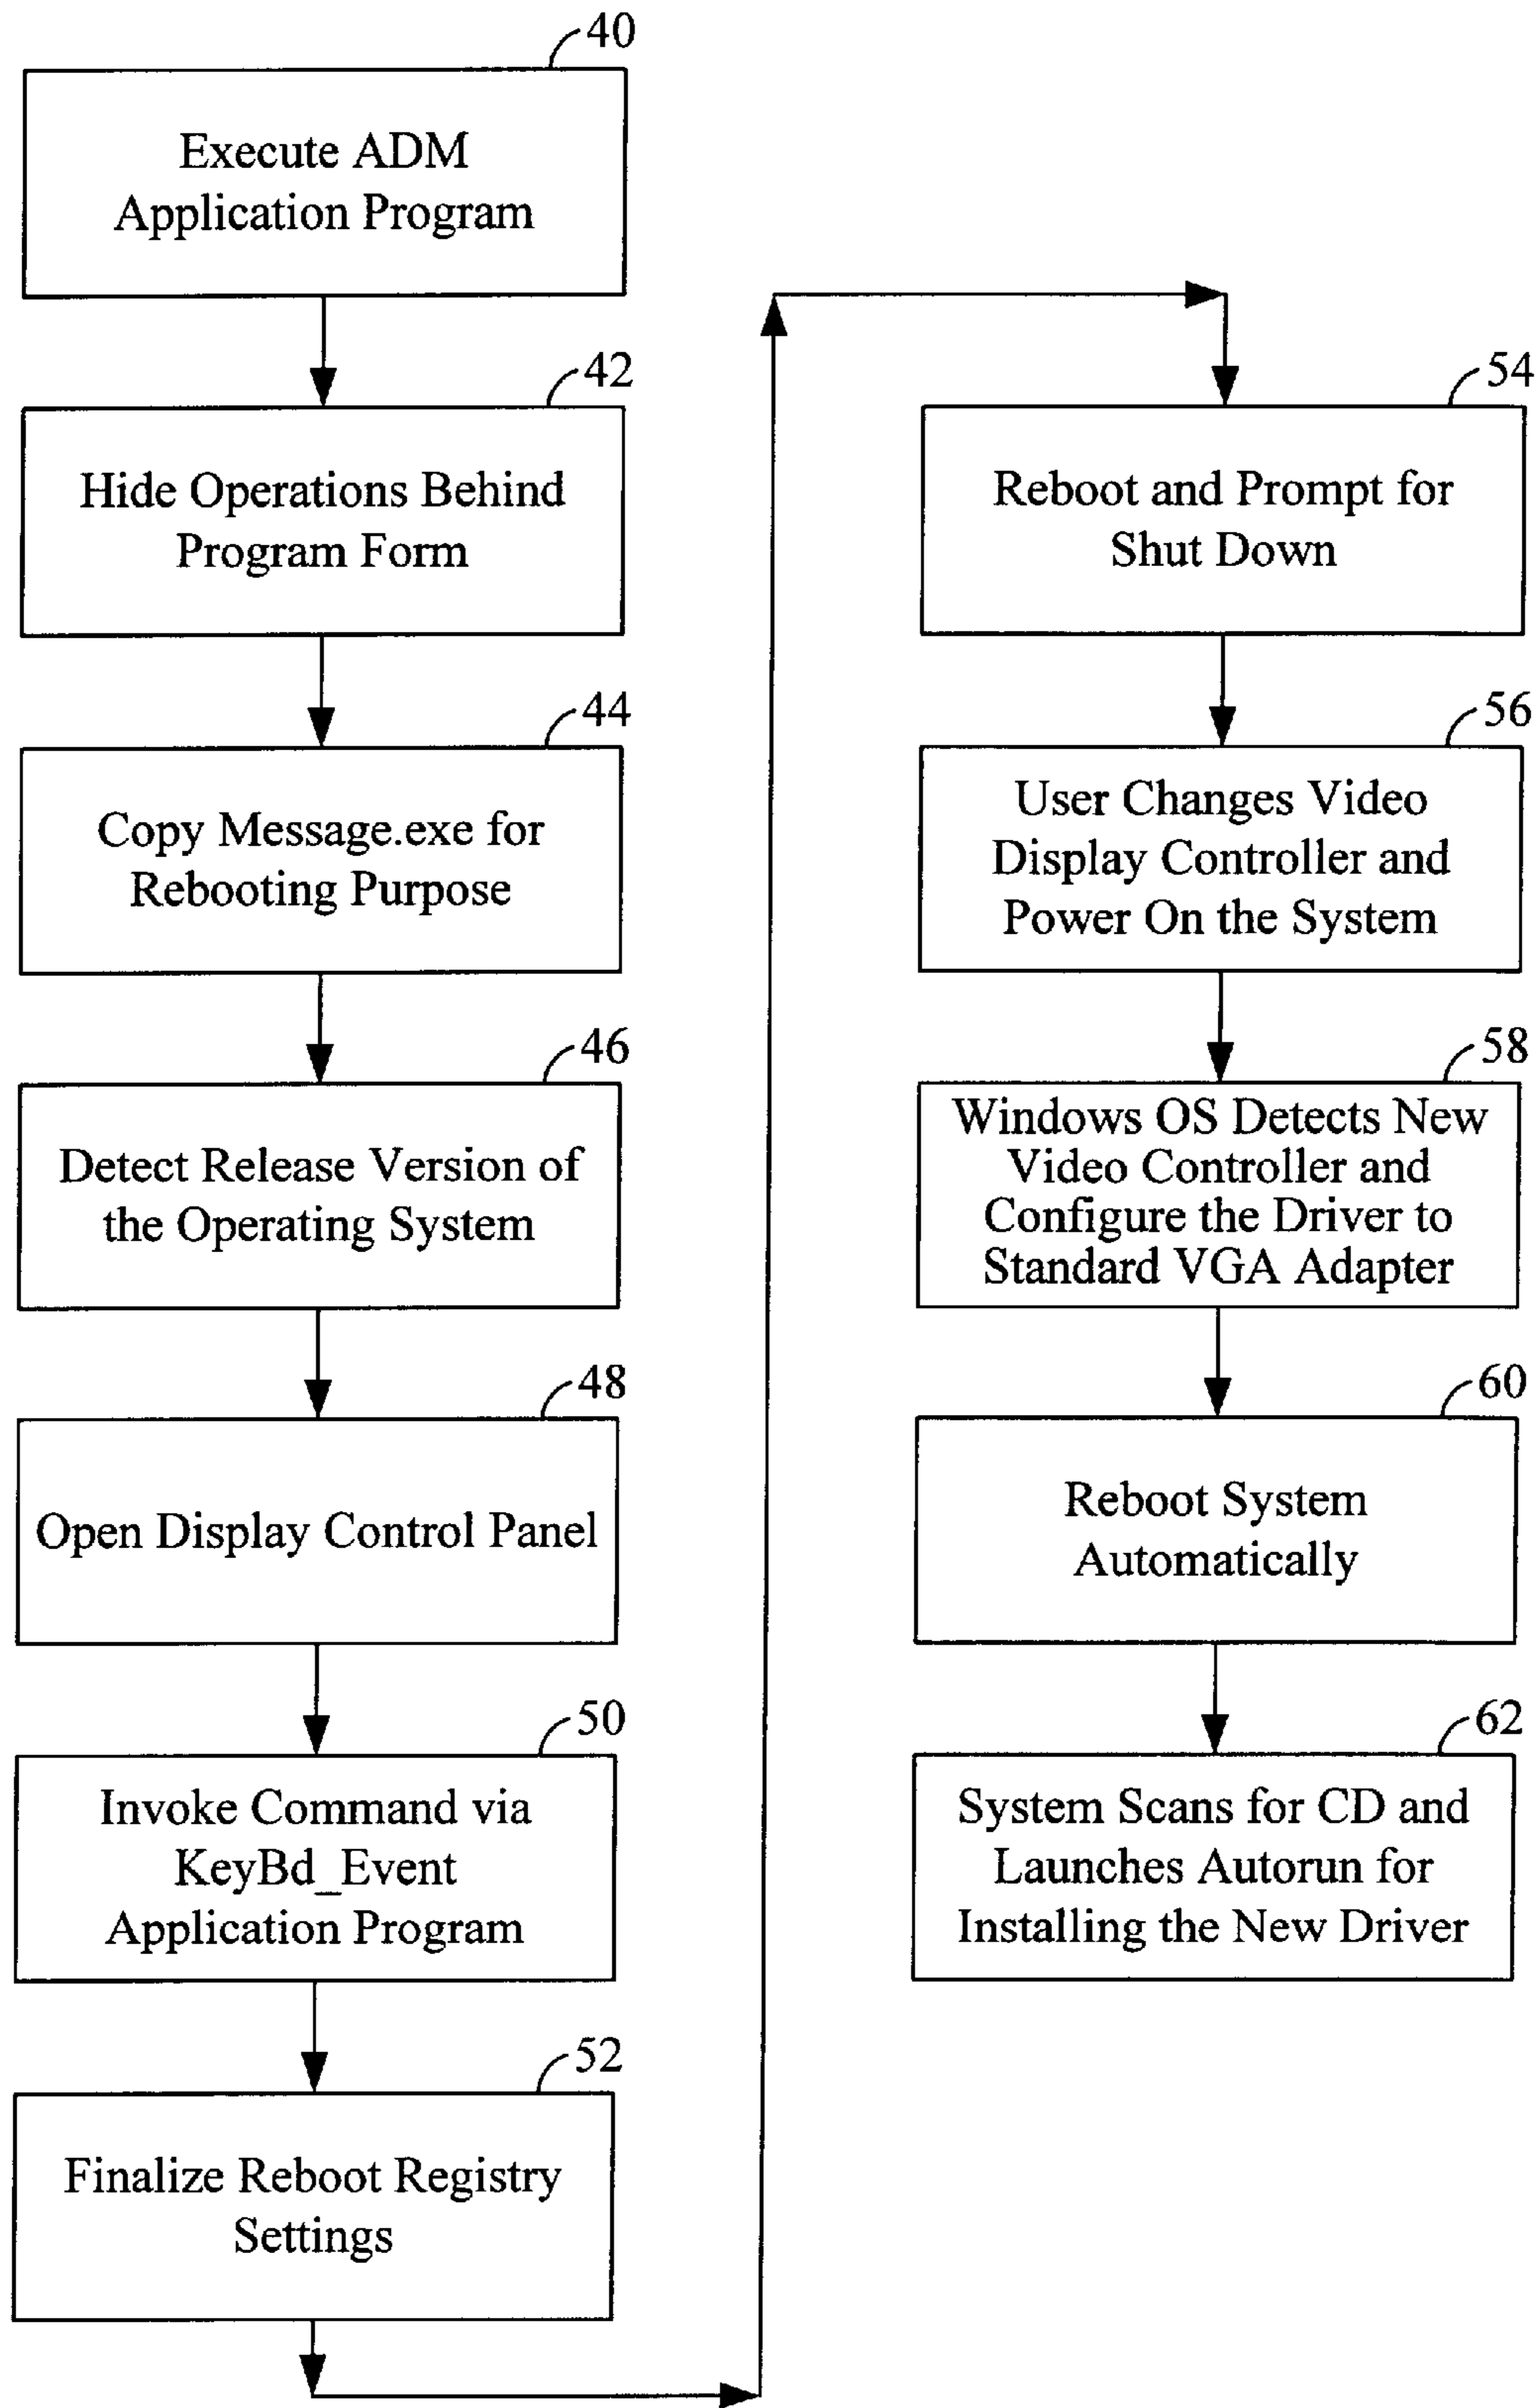 40
Execute ADM
Application Program
42
Hide Operations Behind
Program Form
44
Copy Message.exe for
Rebooting Purpose
46
Detect Release Version of
the Operating System
48
Open Display Control Panel
50
Invoke Command via
KeyBd_Event
Application Program
52
Finalize Reboot Registry
Settings
54
Reboot and Prompt for
Shut Down
56
User Changes Video
Display Controller and
Power On the System
58
Windows OS Detects New
Video Controller and
Configure the Driver to
Standard VGA Adapter
60
Reboot System
Automatically
62
System Scans for CD and
Launches Autorun for
Installing the New Driver